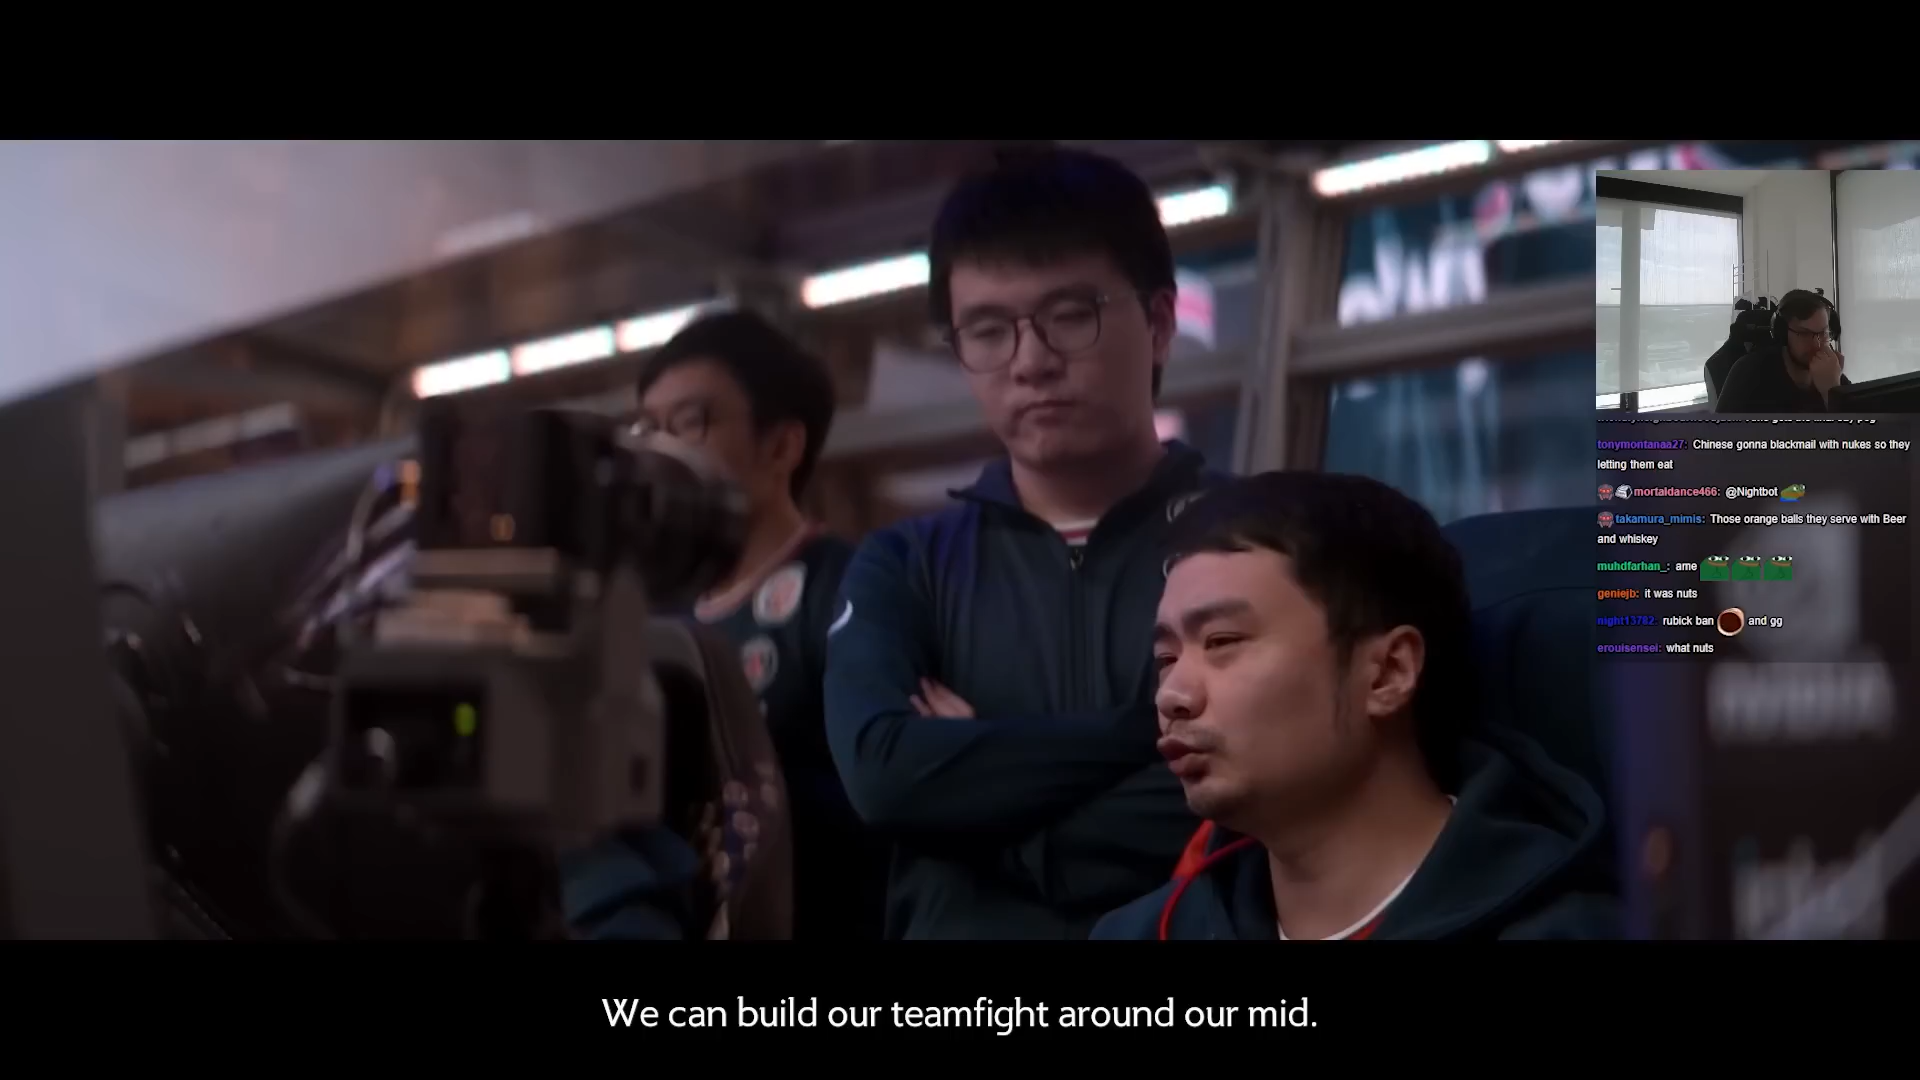 tonymontanaa27: Chinese gonna blackmail with nukes so they
letting them eat
mortaldance466: @Nightbot
takamura_mimis: Those orange balls they serve with Beer
and whiskey
muhdfarhan_: ame
geniejb: it was nuts
night13782: rubick ban and gg
erouisensei: what nuts
We can build our teamfight around our mid.